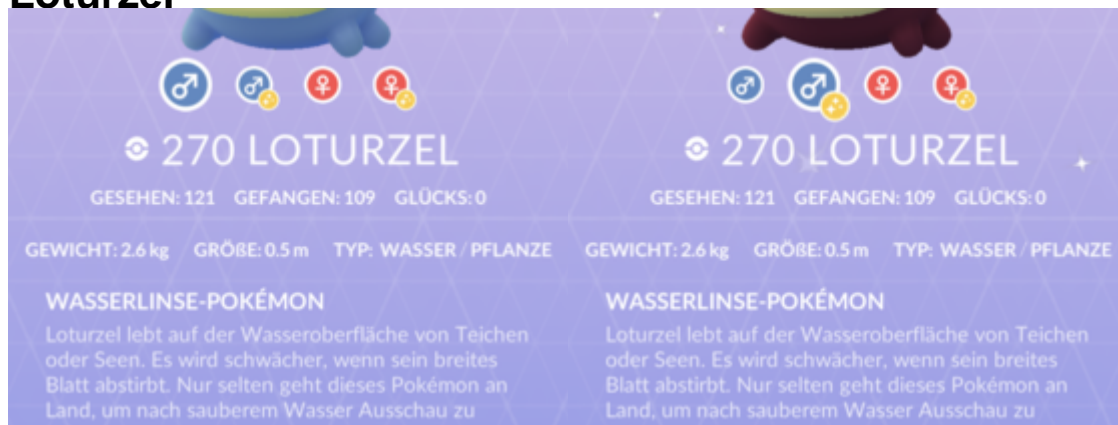 Loturzel
270 LOTURZEL
GESEHEN: 121 GEFANGEN: 109 GLÜCKS: 0
GEWICHT: 2.6 kg GRÖßE: 0.5 m TYP: WASSER / PFLANZE
WASSERLINSE-POKÉMON
Loturzel lebt auf der Wasseroberfläche von Teichen
oder Seen. Es wird schwächer, wenn sein breites
Blatt abstirbt. Nur selten geht dieses Pokémon an
Land, um nach sauberem Wasser Ausschau zu
270 LOTURZEL
GESEHEN: 121 GEFANGEN: 109 GLÜCKS: 0
GEWICHT: 2.6 kg GRÖßE: 0.5 m TYP: WASSER / PFLANZE
WASSERLINSE-POKÉMON
Loturzel lebt auf der Wasseroberfläche von Teichen
oder Seen. Es wird schwächer, wenn sein breites
Blatt abstirbt. Nur selten geht dieses Pokémon an
Land, um nach sauberem Wasser Ausschau zu